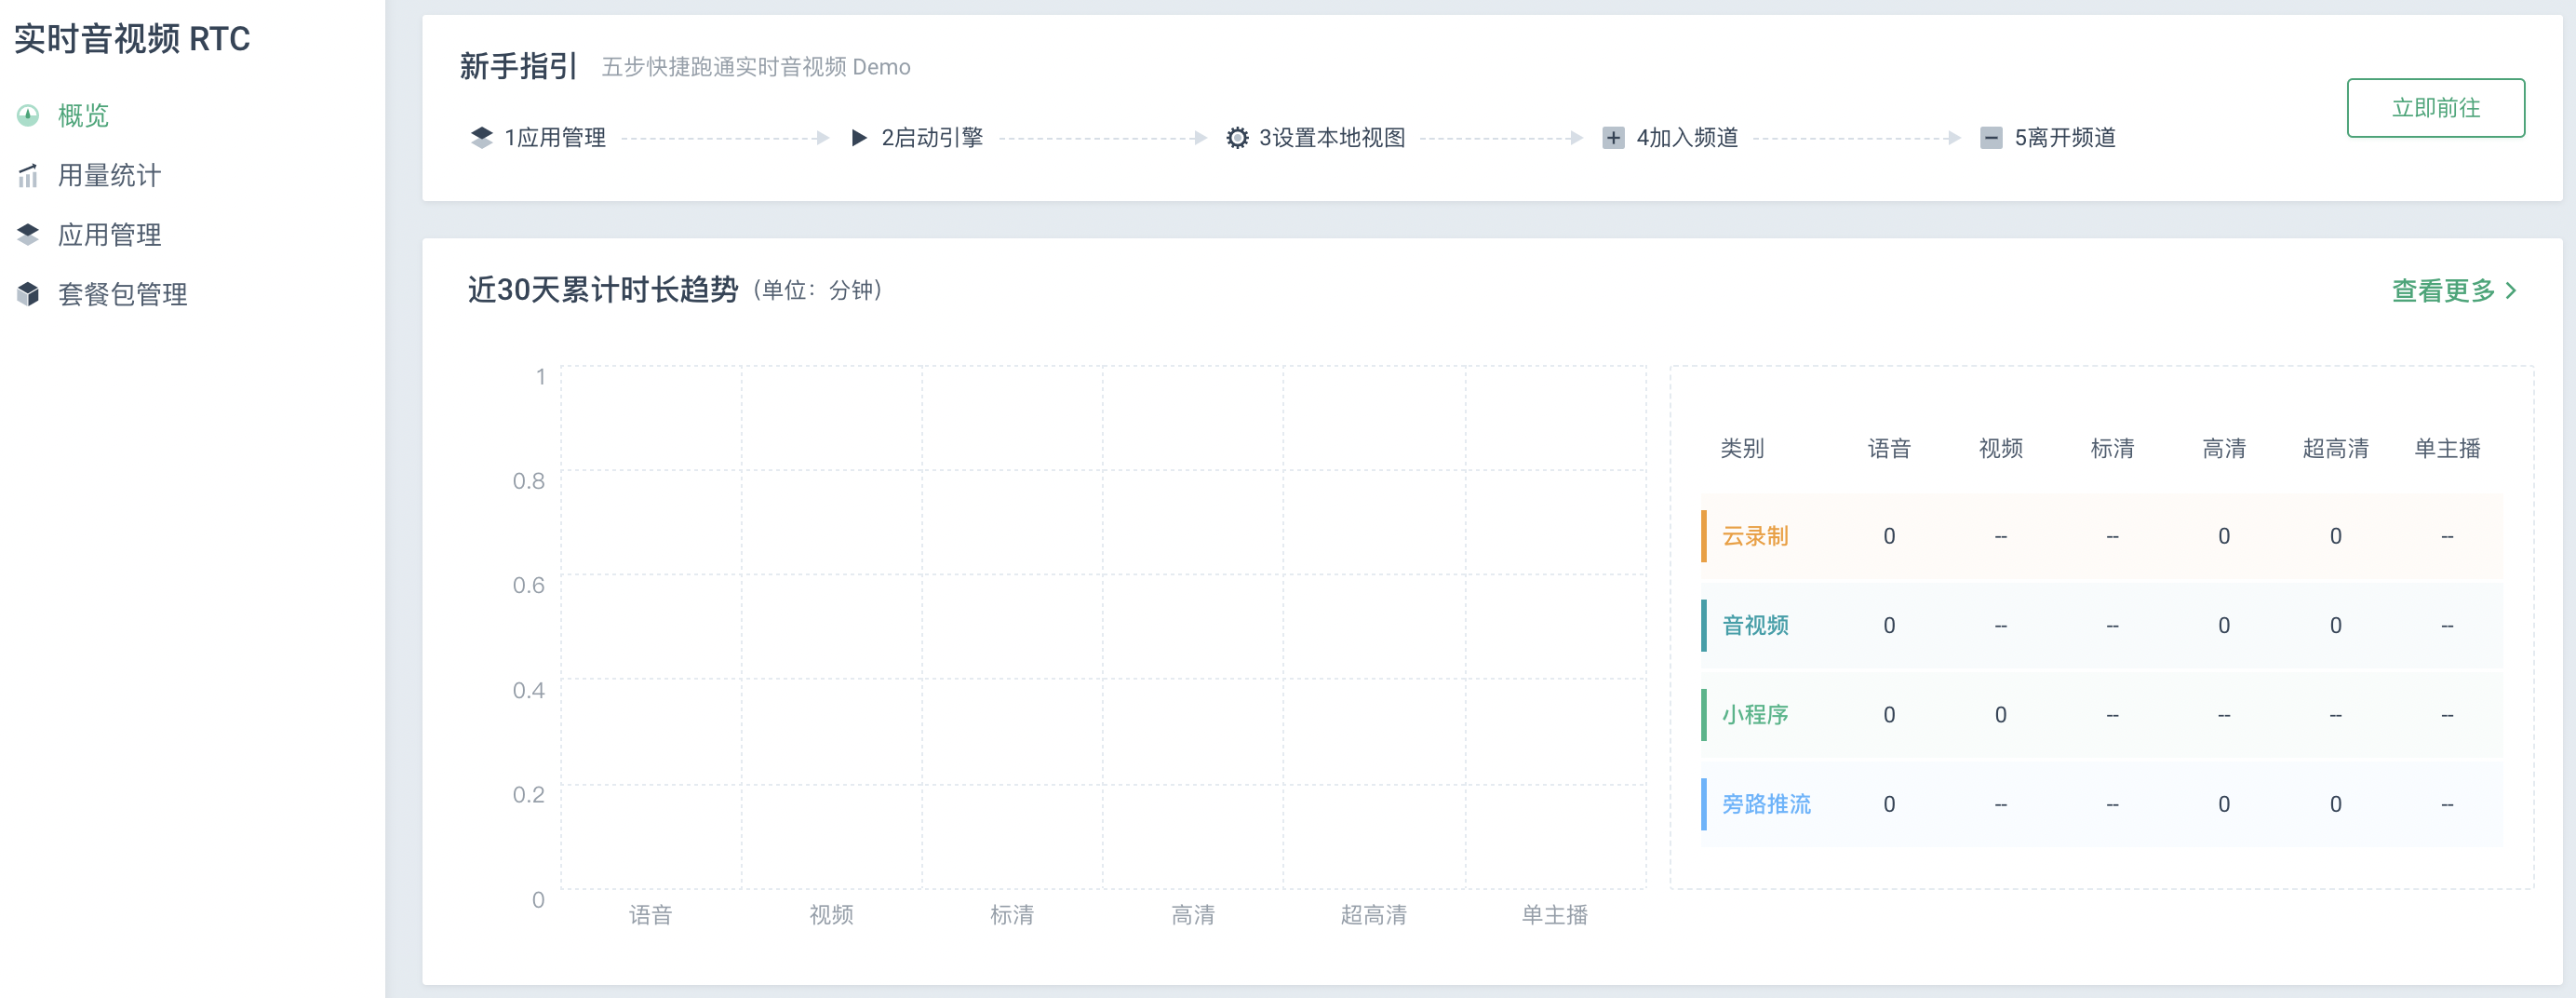 实时音视频 RTC
概览
用量统计
应用管理
套餐包管理
新手指引 五步快捷跑通实时音视频 Demo
1应用管理 2启动引擎 3设置本地视图 4加入频道 5离开频道
立即前往
近30天累计时长趋势 (单位：分钟)
查看更多
1
0.8
0.6
0.4
0.2
0
语音 视频 标清 高清 超高清 单主播
类别 语音 视频 标清 高清 超高清 单主播
云录制 0 -- -- 0 0 --
音视频 0 -- -- 0 0 --
小程序 0 0 -- -- -- --
旁路推流 0 -- -- 0 0 --